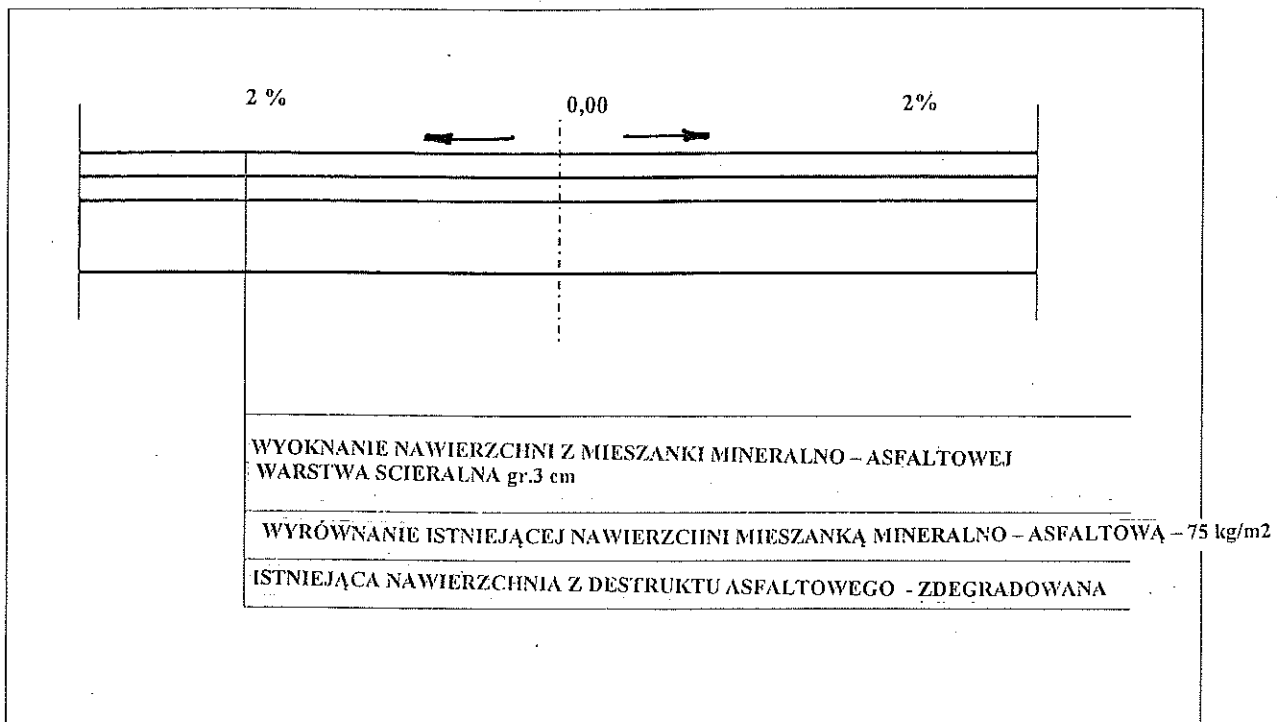 2 % 0,00 2%
WYOKNANIE NAWIERZCHNI Z MIESZANKI MINERALNO – ASFALTOWEJ
WARSTWA SCIERALNA gr.3 cm
WYRÓWNANIE ISTNIEJĄCEJ NAWIERZCHNI MIESZANKĄ MINERALNO – ASFALTOWĄ – 75 kg/m2
ISTNIEJĄCA NAWIERZCHNIA Z DESTRUKTU ASFALTOWEGO - ZDEGRADOWANA